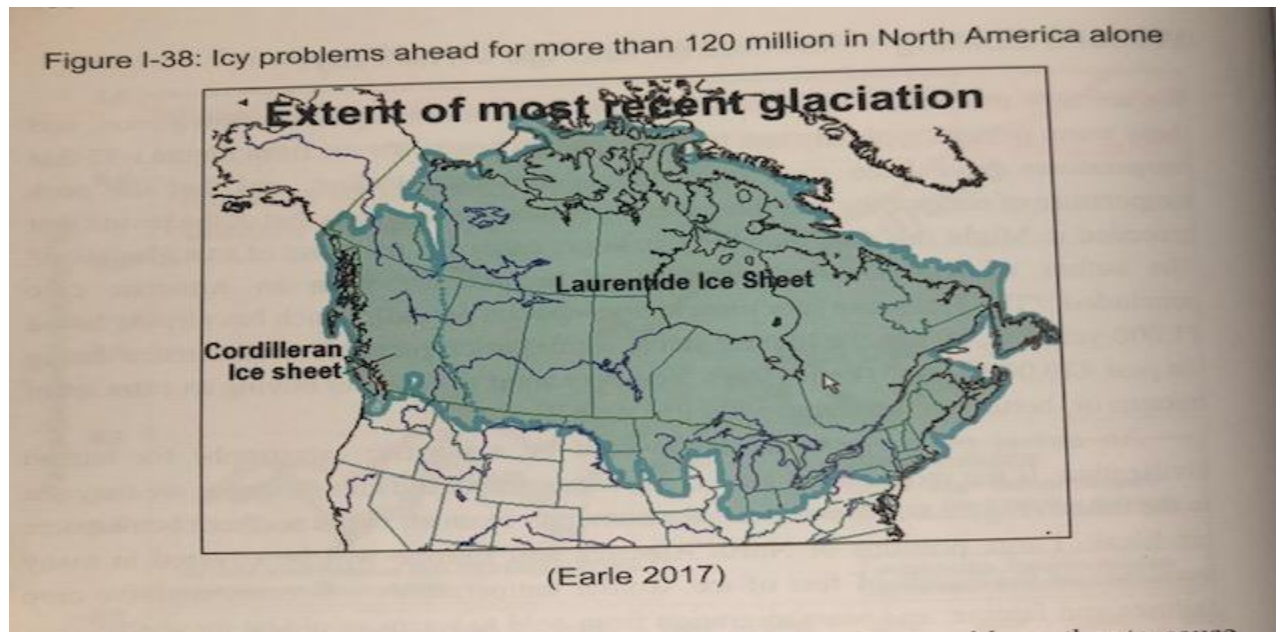 Figure I-38: Icy problems ahead for more than 120 million in North America alone
Extent of most recent glaciation
Laurentide Ice Sheet
Cordilleran
Ice sheet
(Earle 2017)